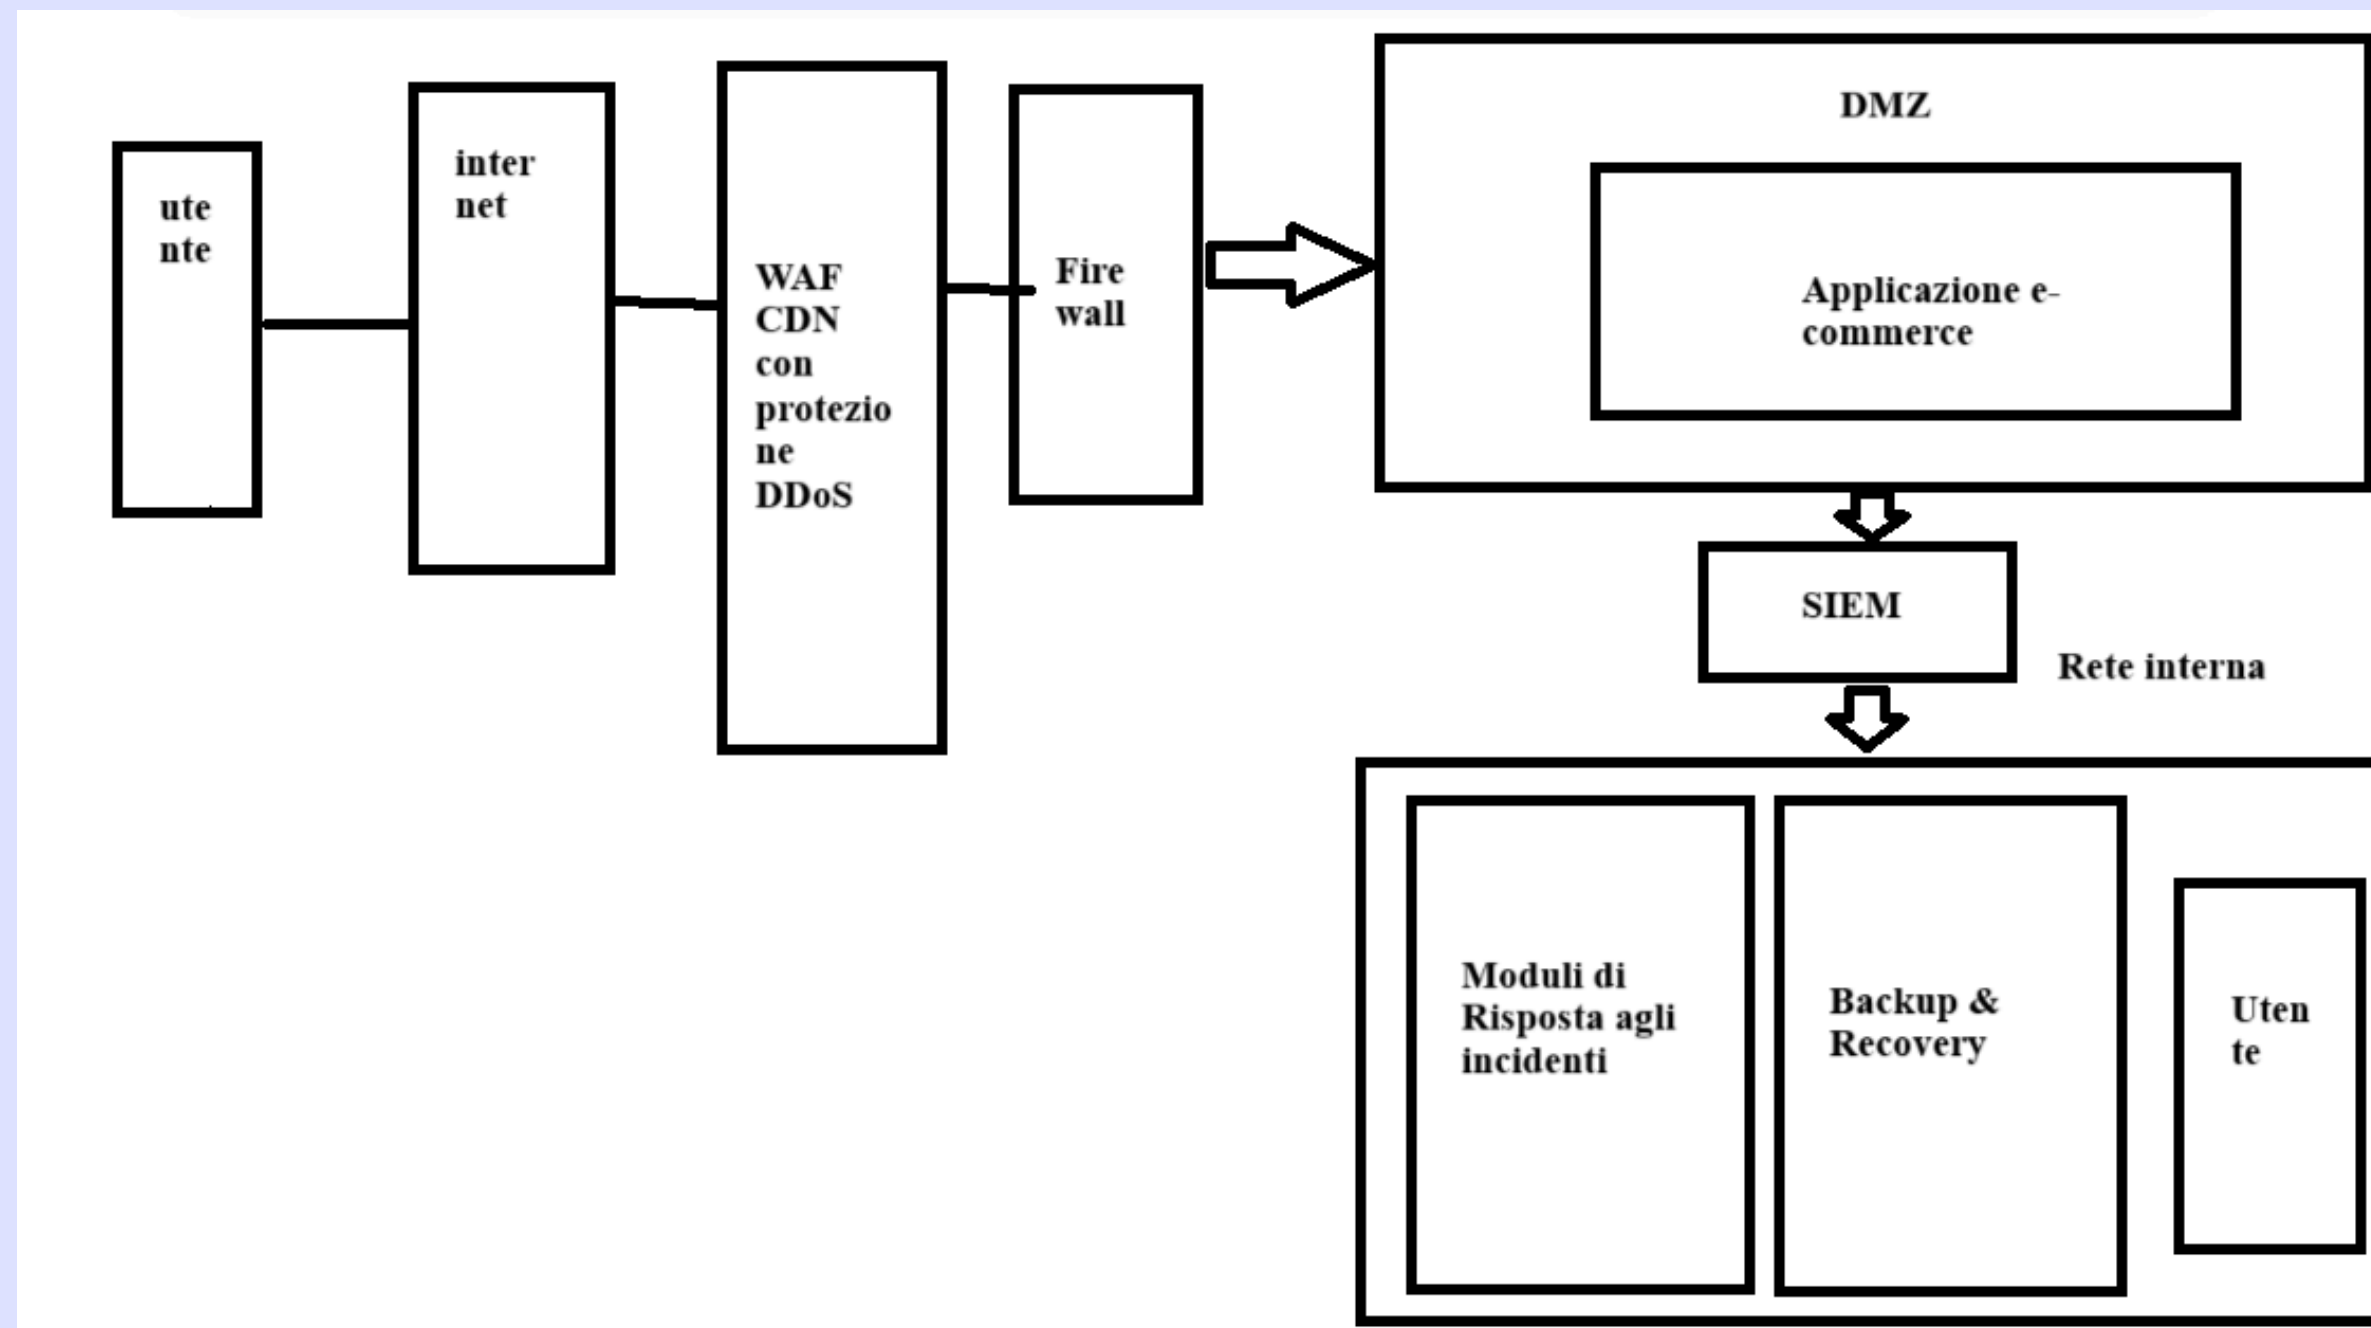 ute
nte
inter
net
WAF
CDN
con
protezio
ne
DDoS
Fire
wall
DMZ
Applicazione e-
commerce
SIEM
Rete interna
Moduli di
Risposta agli
incidenti
Backup &
Recovery
Uten
te